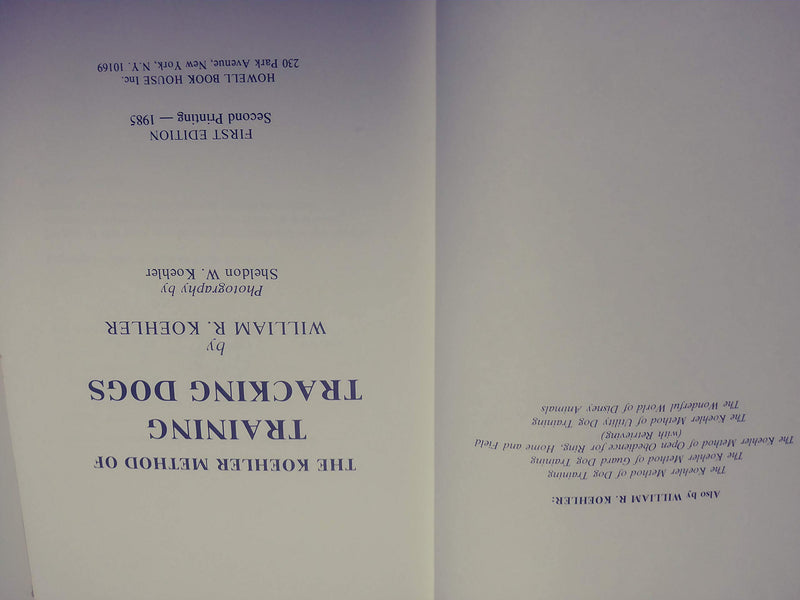 Also by WILLIAM R. KOEHLER:
The Koehler Method of Dog Training
The Koehler Method of Guard Dog Training
The Koehler Method of Open Obedience for Ring, Home and Field
(with Retrieving)
The Koehler Method of Utility Dog Training
The Wonderful World of Disney Animals
THE KOEHLER METHOD OF
TRAINING
TRACKING DOGS
by
WILLIAM R. KOEHLER
Photography by
Sheldon W. Koehler
FIRST EDITION
Second Printing — 1985
HOWELL BOOK HOUSE Inc.
230 Park Avenue, New York, N.Y. 10169